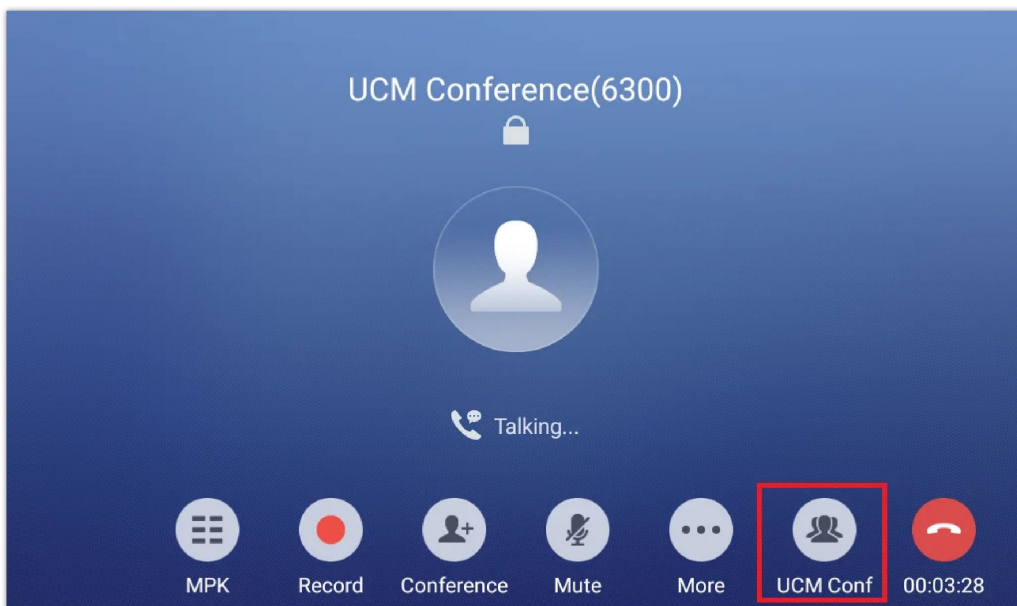 UCM Conference(6300)
Talking...
MPK Record Conference Mute More UCM Conf 00:03:28